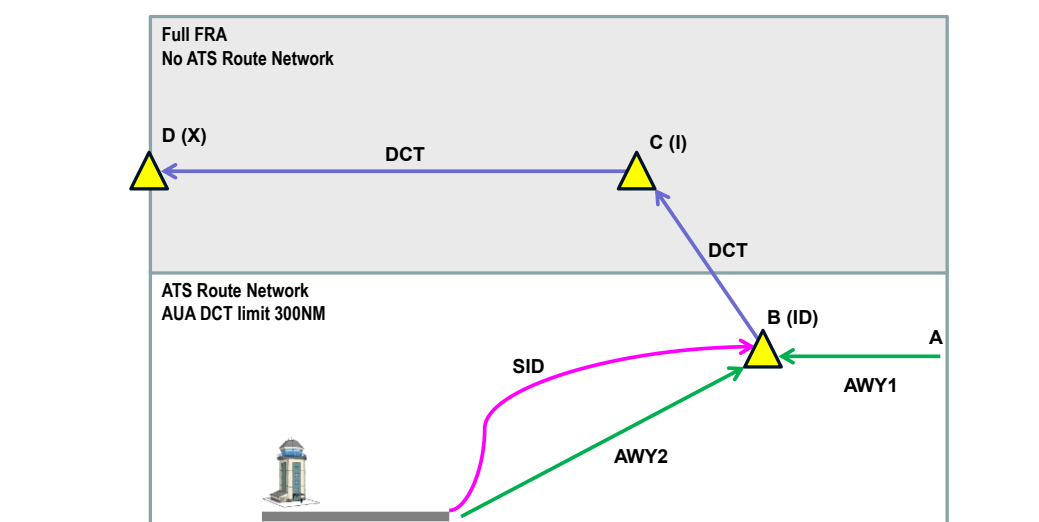 Full FRA
No ATS Route Network
D (X)
DCT
C (I)
DCT
ATS Route Network
AUA DCT limit 300NM
B (ID)
A
SID
AWY1
AWY2